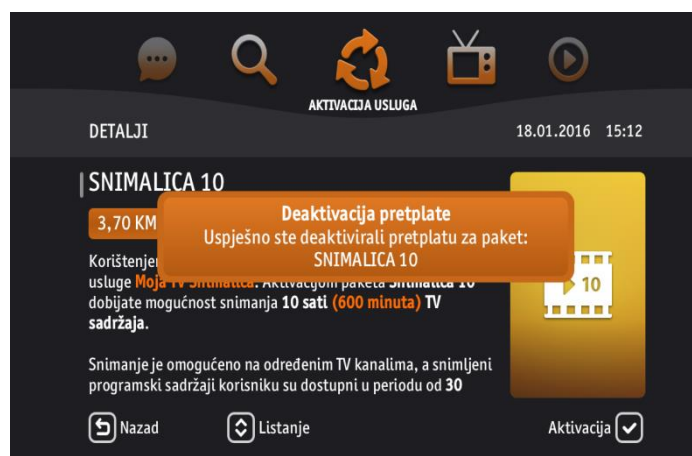 AKTIVACIJA USLUGA
DETALJI
18.01.2016 15:12
SNIMALICA 10
3,70 KM
Deaktivacija pretplate
Uspješno ste deaktivirali pretplatu za paket:
SNIMALICA 10
10
usluge Moja TV Snimalica. Aktivacijom paketa Snimalica 10
dobijate mogućnost snimanja 10 sati (600 minuta) TV
sadržaja.
Snimanje je omogućeno na određenim TV kanalima, a snimljeni
programski sadržaji korisniku su dostupni u periodu od 30
Nazad
Listanje
Aktivacija